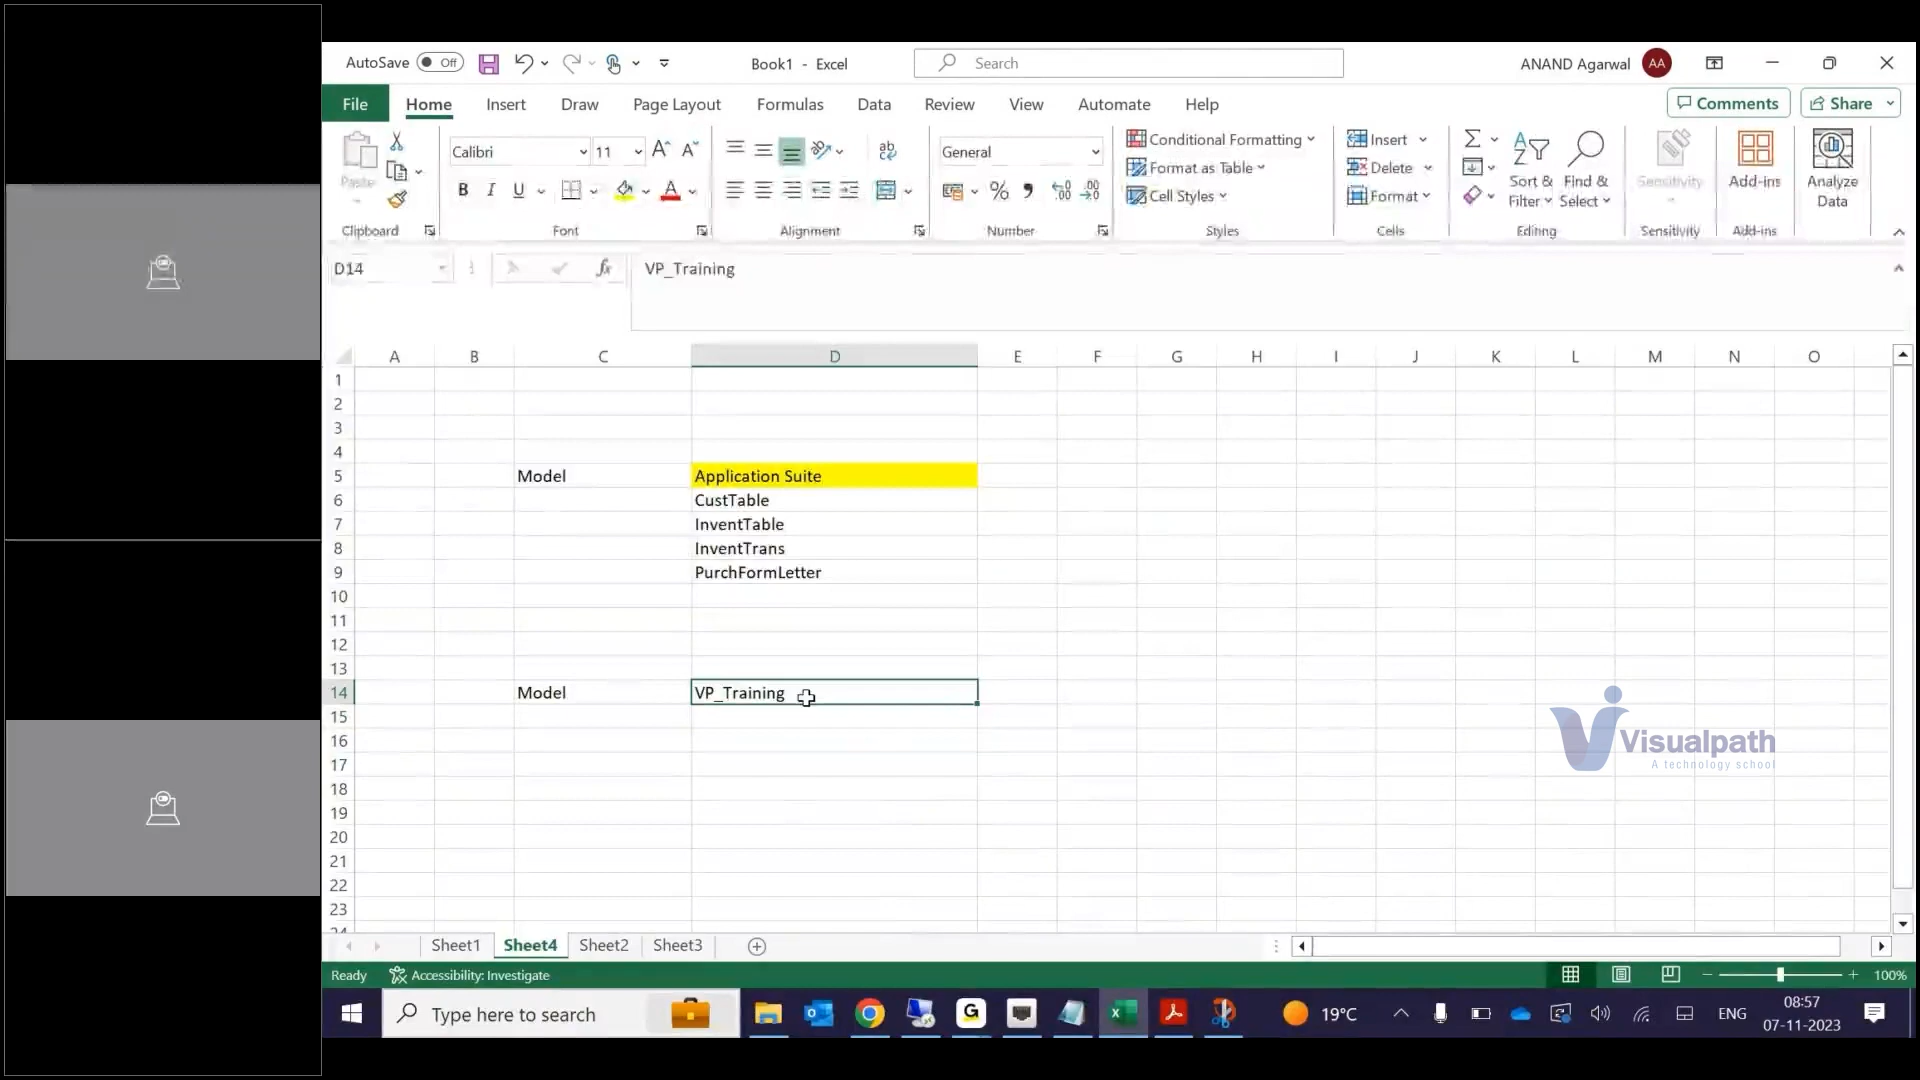 AutoSave Off Book1 - Excel Search ANAND Agarwal AA
File Home Insert Draw Page Layout Formulas Data Review View Automate Help Comments Share
Paste Calibri 11 A A ab General Conditional Formatting Insert Σ A Z
B I U A % , Format as Table Delete Sort & Filter Find & Select Sensitivity Add-ins Analyze Data
Cell Styles Format
Clipboard Font Alignment Number Styles Cells Editing Sensitivity Add-ins
D14 fx VP_Training
A B C D E F G H I J K L M N O
1
2
3
4
5 Model Application Suite
6 CustTable
7 InventTable
8 InventTrans
9 PurchFormLetter
10
11
12
13
14 Model VP_Training
15
16
17
18
19
20
21
22
23
24
Visualpath
A technology school
Sheet1 Sheet4 Sheet2 Sheet3
Ready Accessibility: Investigate 100%
Type here to search 19°C ENG 08:57
07-11-2023